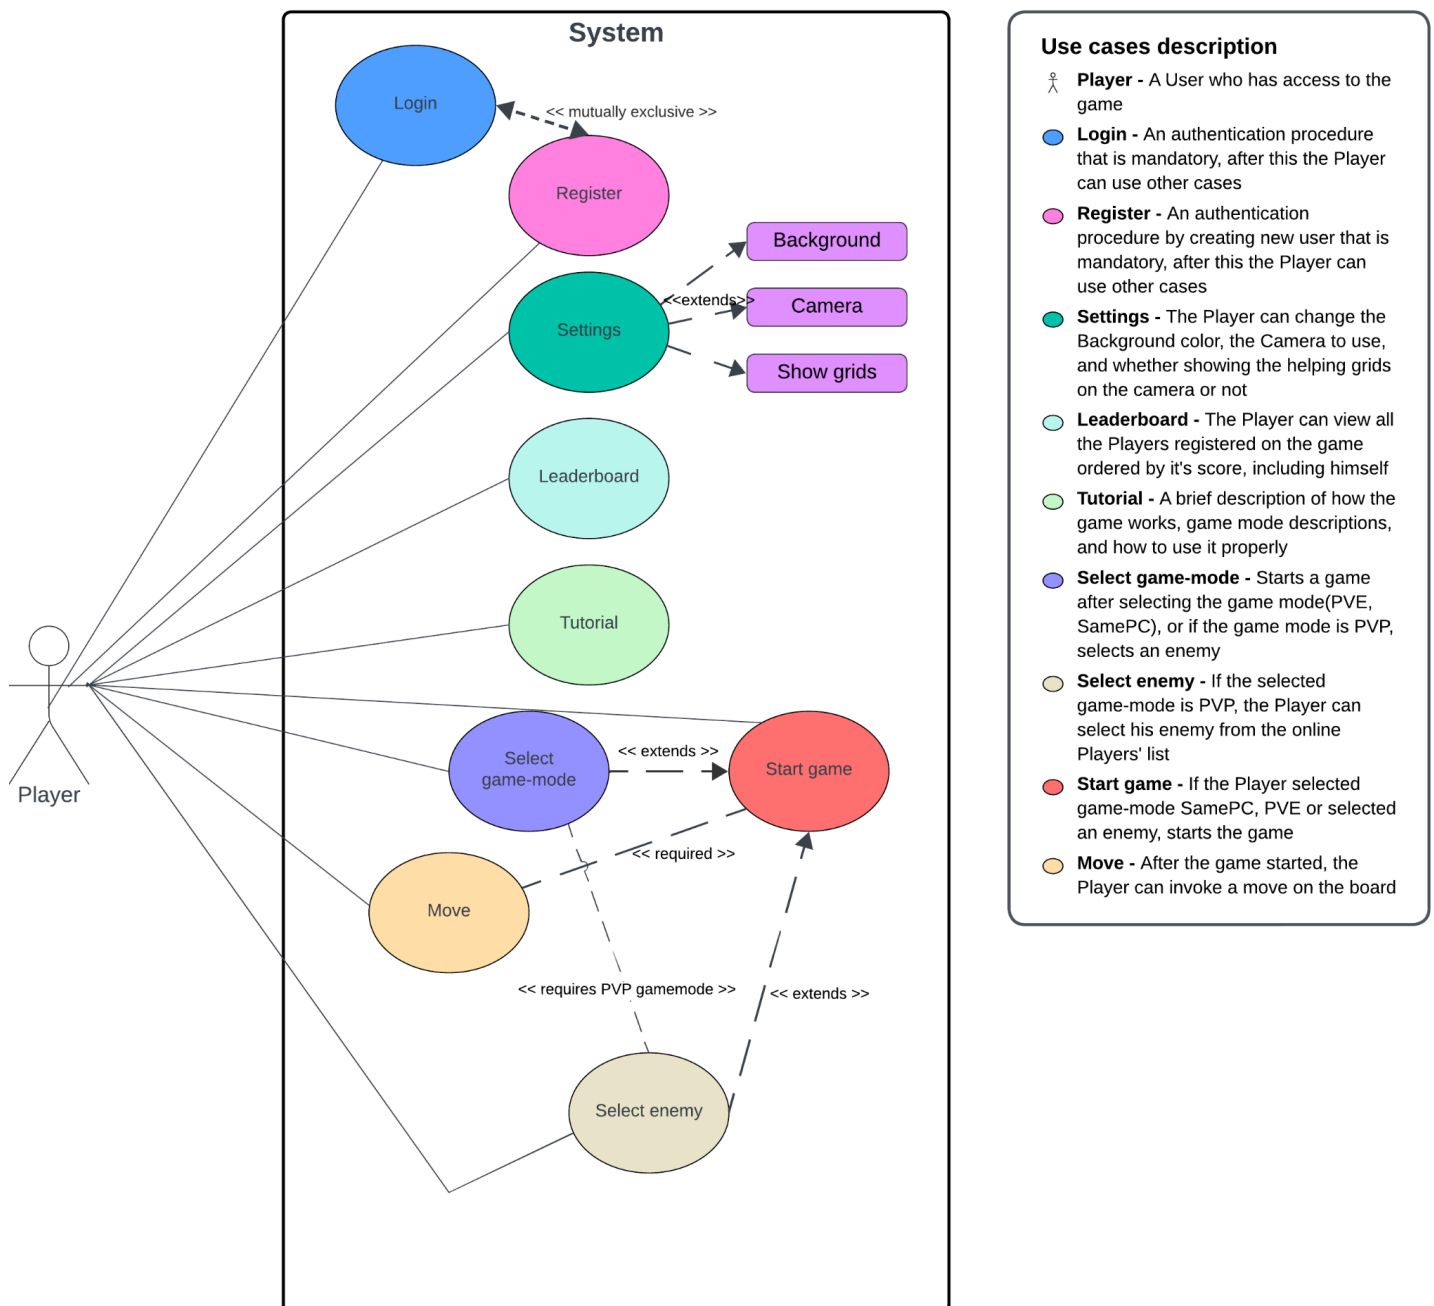 System
Login
<< mutually exclusive >>
Register
Background
<<extends>>
Camera
Settings
Show grids
Leaderboard
Tutorial
Select
game-mode
<< extends >>
Start game
Player
<< required >>
Move
<< requires PVP gamemode >>
<< extends >>
Select enemy
Use cases description
Player - A User who has access to the
game
Login - An authentication procedure
that is mandatory, after this the Player
can use other cases
Register - An authentication
procedure by creating new user that is
mandatory, after this the Player can
use other cases
Settings - The Player can change the
Background color, the Camera to use,
and whether showing the helping grids
on the camera or not
Leaderboard - The Player can view all
the Players registered on the game
ordered by it's score, including himself
Tutorial - A brief description of how the
game works, game mode descriptions,
and how to use it properly
Select game-mode - Starts a game
after selecting the game mode(PVE,
SamePC), or if the game mode is PVP,
selects an enemy
Select enemy - If the selected
game-mode is PVP, the Player can
select his enemy from the online
Players' list
Start game - If the Player selected
game-mode SamePC, PVE or selected
an enemy, starts the game
Move - After the game started, the
Player can invoke a move on the board